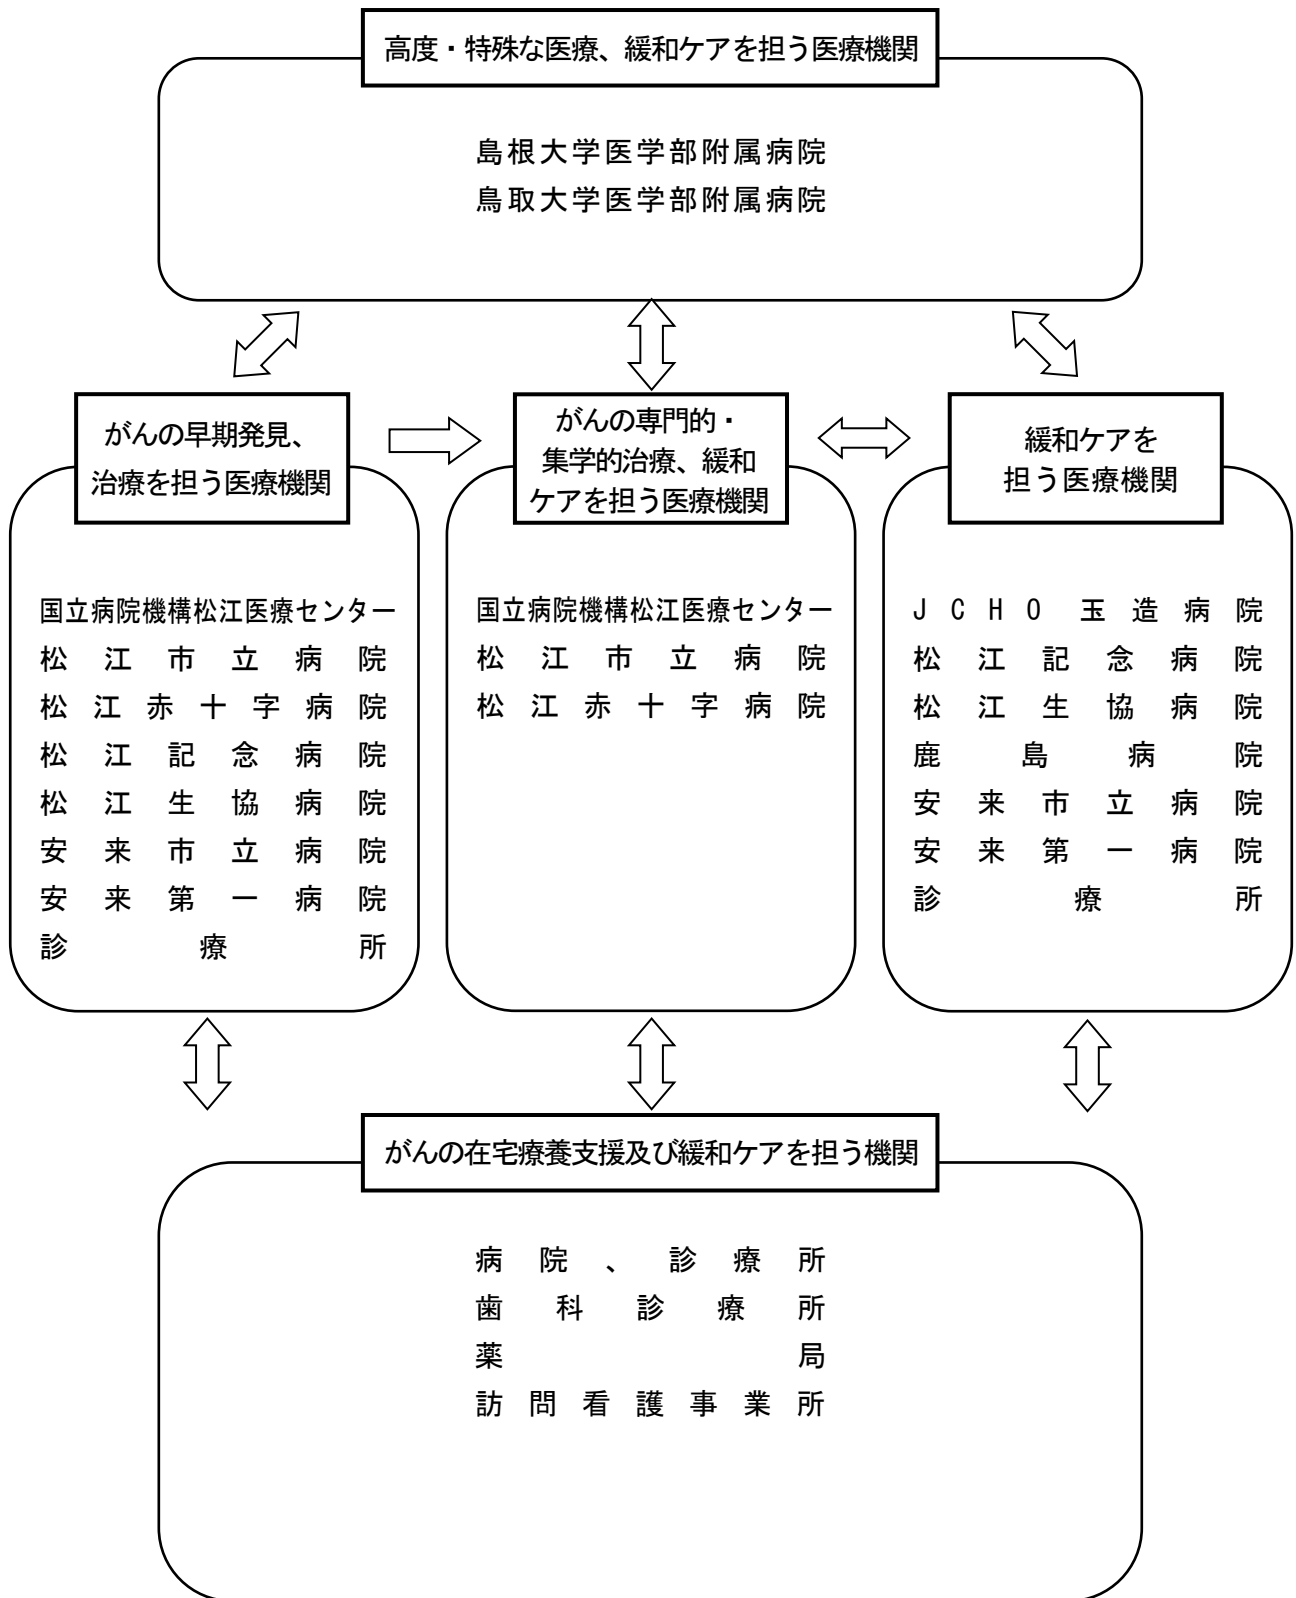 高度・特殊な医療、緩和ケアを担う医療機関
島根大学医学部附属病院
鳥取大学医学部附属病院
がんの早期発見、
治療を担う医療機関
国立病院機構松江医療センター
松江市立病院
松江赤十字病院
松江記念病院
松江生協病院
安来市立病院
安来第一病院
診療所
がんの専門的・
集学的治療、緩和
ケアを担う医療機関
国立病院機構松江医療センター
松江市立病院
松江赤十字病院
緩和ケアを
担う医療機関
JCHO玉造病院
松江記念病院
松江生協病院
鹿島病院
安来市立病院
安来第一病院
診療所
がんの在宅療養支援及び緩和ケアを担う機関
病院、診療所
歯科診療所
薬局
訪問看護事業所